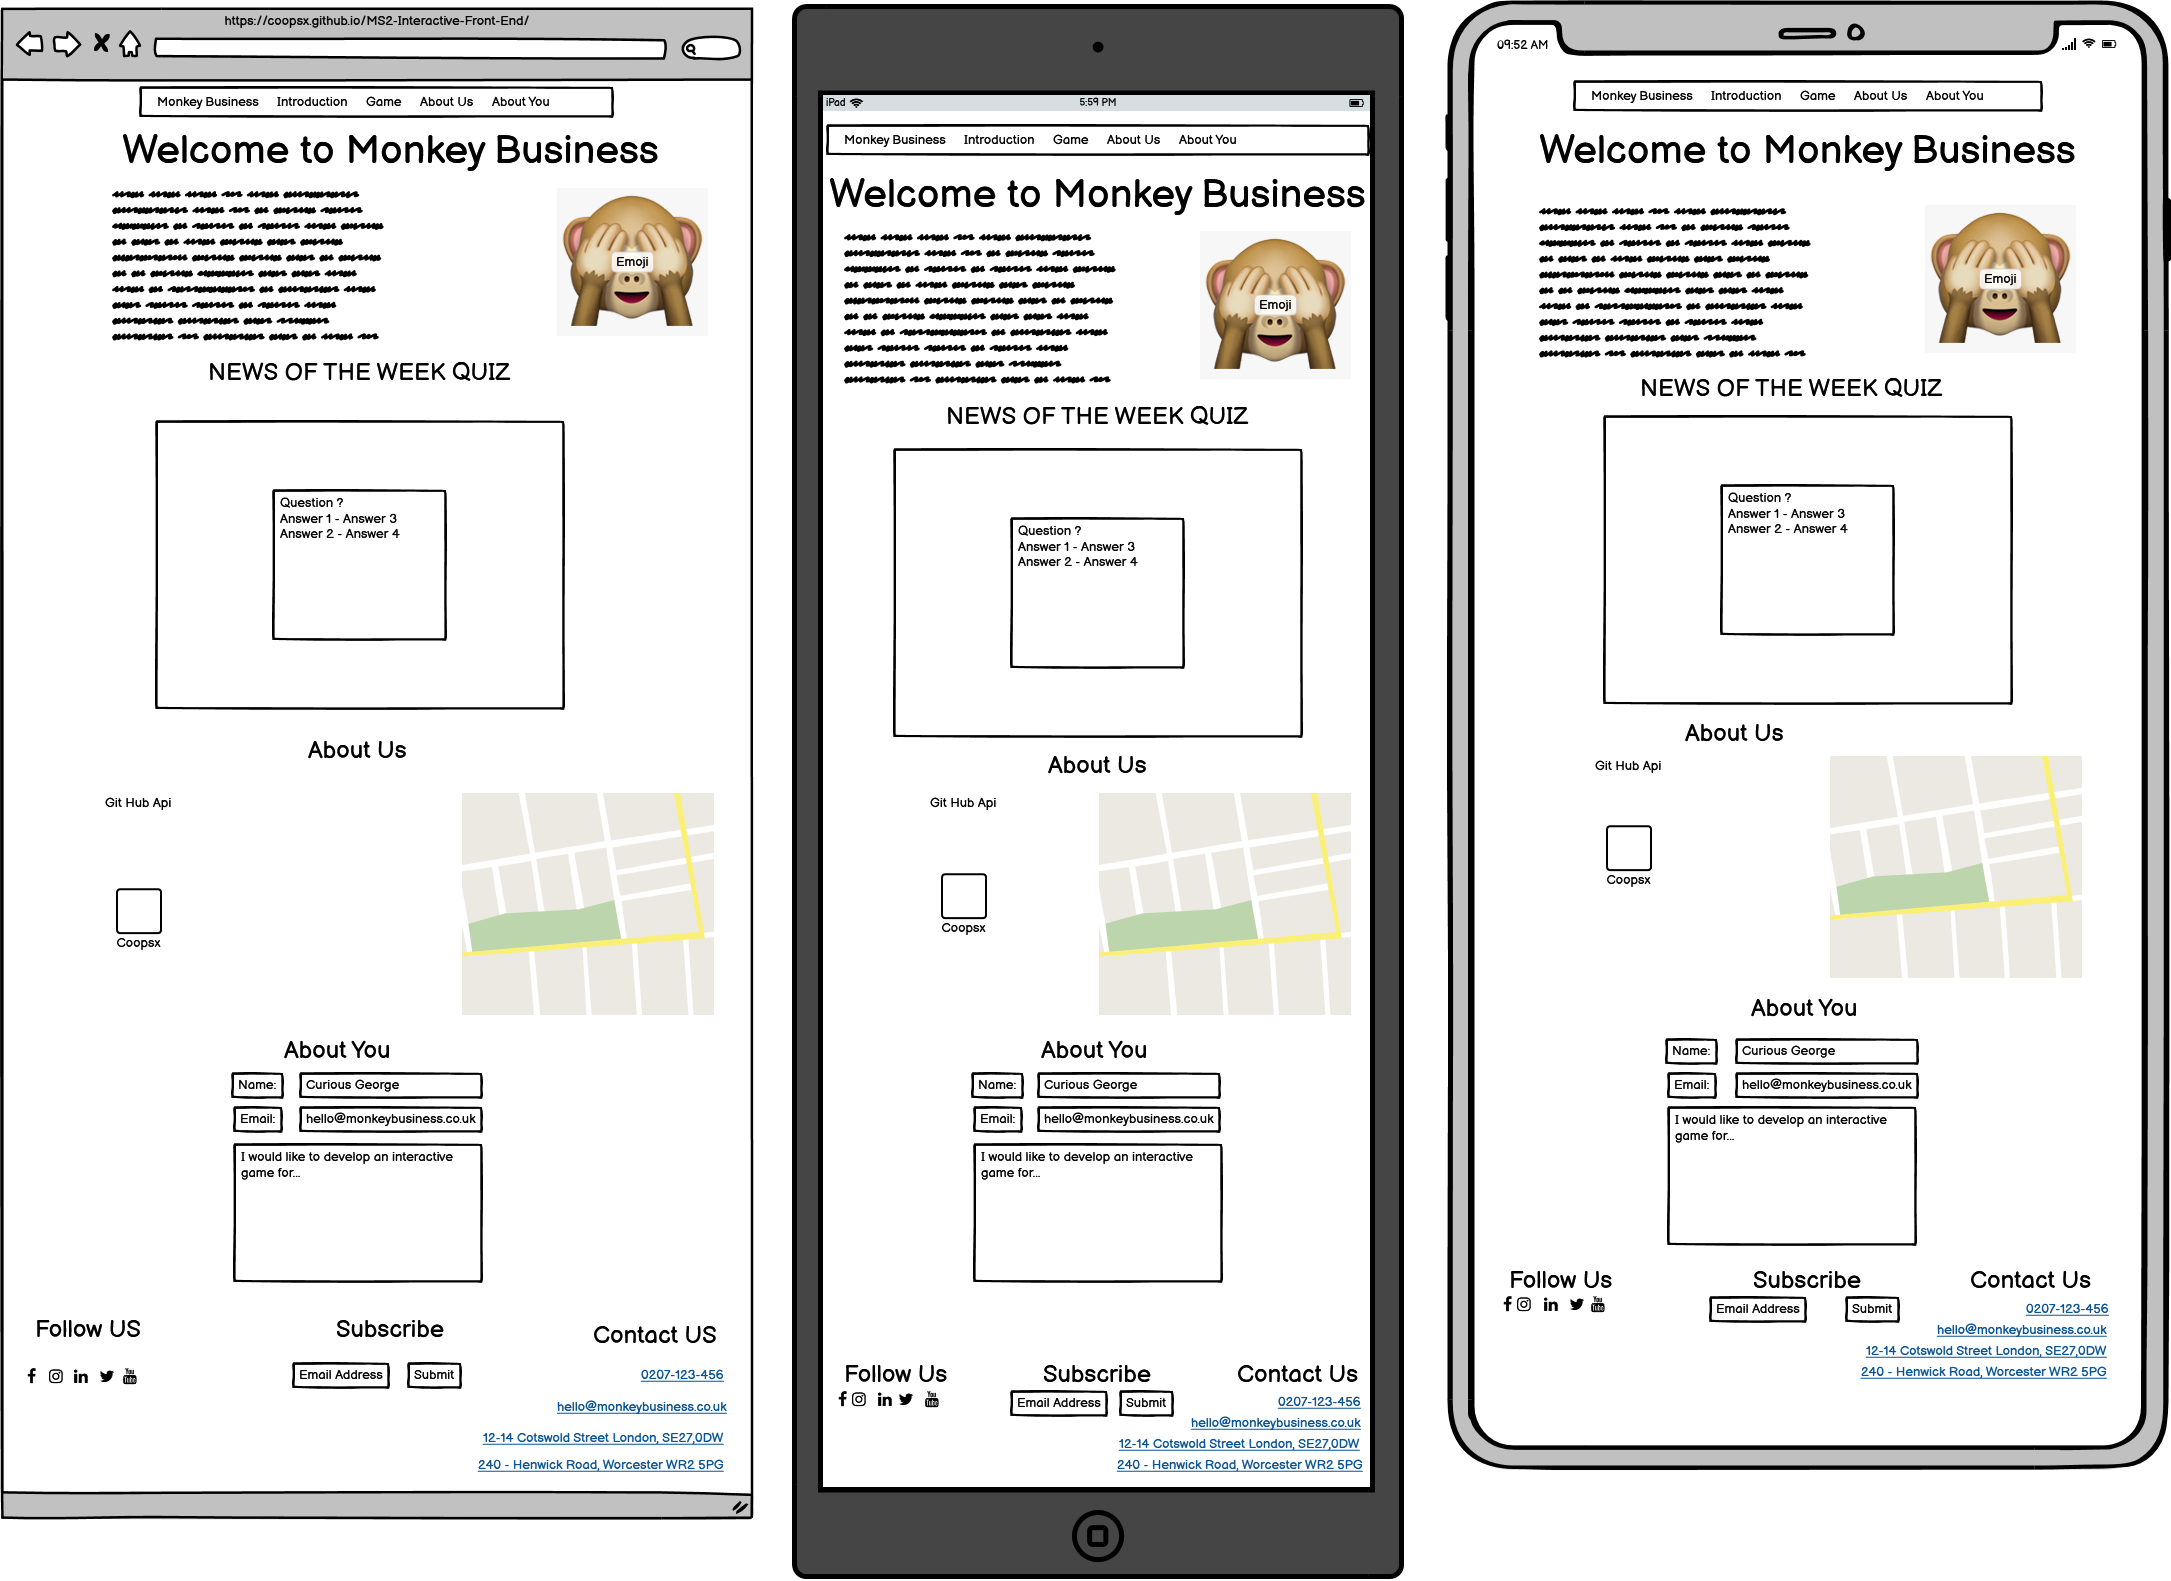 https://coopsx.github.io/MS2-Interactive-Front-End/
Monkey Business Introduction Game About Us About You
Welcome to Monkey Business
Emoji
NEWS OF THE WEEK QUIZ
Question ?
Answer 1 - Answer 3
Answer 2 - Answer 4
About Us
Git Hub Api
Coopsx
About You
Name: Curious George
Email: hello@monkeybusiness.co.uk
I would like to develop an interactive
game for...
Follow US Subscribe Contact US
You
Tube
Email Address Submit
0207-123-456
hello@monkeybusiness.co.uk
12-14 Cotswold Street London, SE27,0DW
240 - Henwick Road, Worcester WR2 5PG
iPad 5:59 PM
Monkey Business Introduction Game About Us About You
Welcome to Monkey Business
Emoji
NEWS OF THE WEEK QUIZ
Question ?
Answer 1 - Answer 3
Answer 2 - Answer 4
About Us
Git Hub Api
Coopsx
About You
Name: Curious George
Email: hello@monkeybusiness.co.uk
I would like to develop an interactive
game for...
Follow Us Subscribe Contact Us
You
Tube
Email Address Submit
0207-123-456
hello@monkeybusiness.co.uk
12-14 Cotswold Street London, SE27,0DW
240 - Henwick Road, Worcester WR2 5PG
09:52 AM
Monkey Business Introduction Game About Us About You
Welcome to Monkey Business
Emoji
NEWS OF THE WEEK QUIZ
Question ?
Answer 1 - Answer 3
Answer 2 - Answer 4
About Us
Git Hub Api
Coopsx
About You
Name: Curious George
Email: hello@monkeybusiness.co.uk
I would like to develop an interactive
game for...
Follow Us Subscribe Contact Us
You
Tube
Email Address Submit
0207-123-456
hello@monkeybusiness.co.uk
12-14 Cotswold Street London, SE27,0DW
240 - Henwick Road, Worcester WR2 5PG